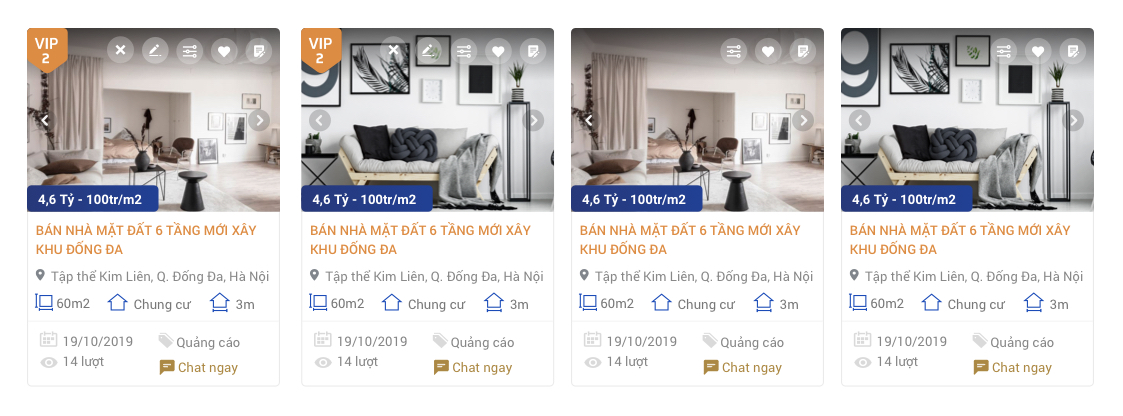 VIP
2
4,6 Tỷ - 100tr/m2
BÁN NHÀ MẶT ĐẤT 6 TẦNG MỚI XÂY
KHU ĐỐNG ĐA
Tập thể Kim Liên, Q. Đống Đa, Hà Nội
60m2 Chung cư 3m
19/10/2019 Quảng cáo
14 lượt Chat ngay
VIP
2
9
4,6 Tỷ - 100tr/m2
BÁN NHÀ MẶT ĐẤT 6 TẦNG MỚI XÂY
KHU ĐỐNG ĐA
Tập thể Kim Liên, Q. Đống Đa, Hà Nội
60m2 Chung cư 3m
19/10/2019 Quảng cáo
14 lượt Chat ngay
4,6 Tỷ - 100tr/m2
BÁN NHÀ MẶT ĐẤT 6 TẦNG MỚI XÂY
KHU ĐỐNG ĐA
Tập thể Kim Liên, Q. Đống Đa, Hà Nội
60m2 Chung cư 3m
19/10/2019 Quảng cáo
14 lượt Chat ngay
9
4,6 Tỷ - 100tr/m2
BÁN NHÀ MẶT ĐẤT 6 TẦNG MỚI XÂY
KHU ĐỐNG ĐA
Tập thể Kim Liên, Q. Đống Đa, Hà Nội
60m2 Chung cư 3m
19/10/2019 Quảng cáo
14 lượt Chat ngay